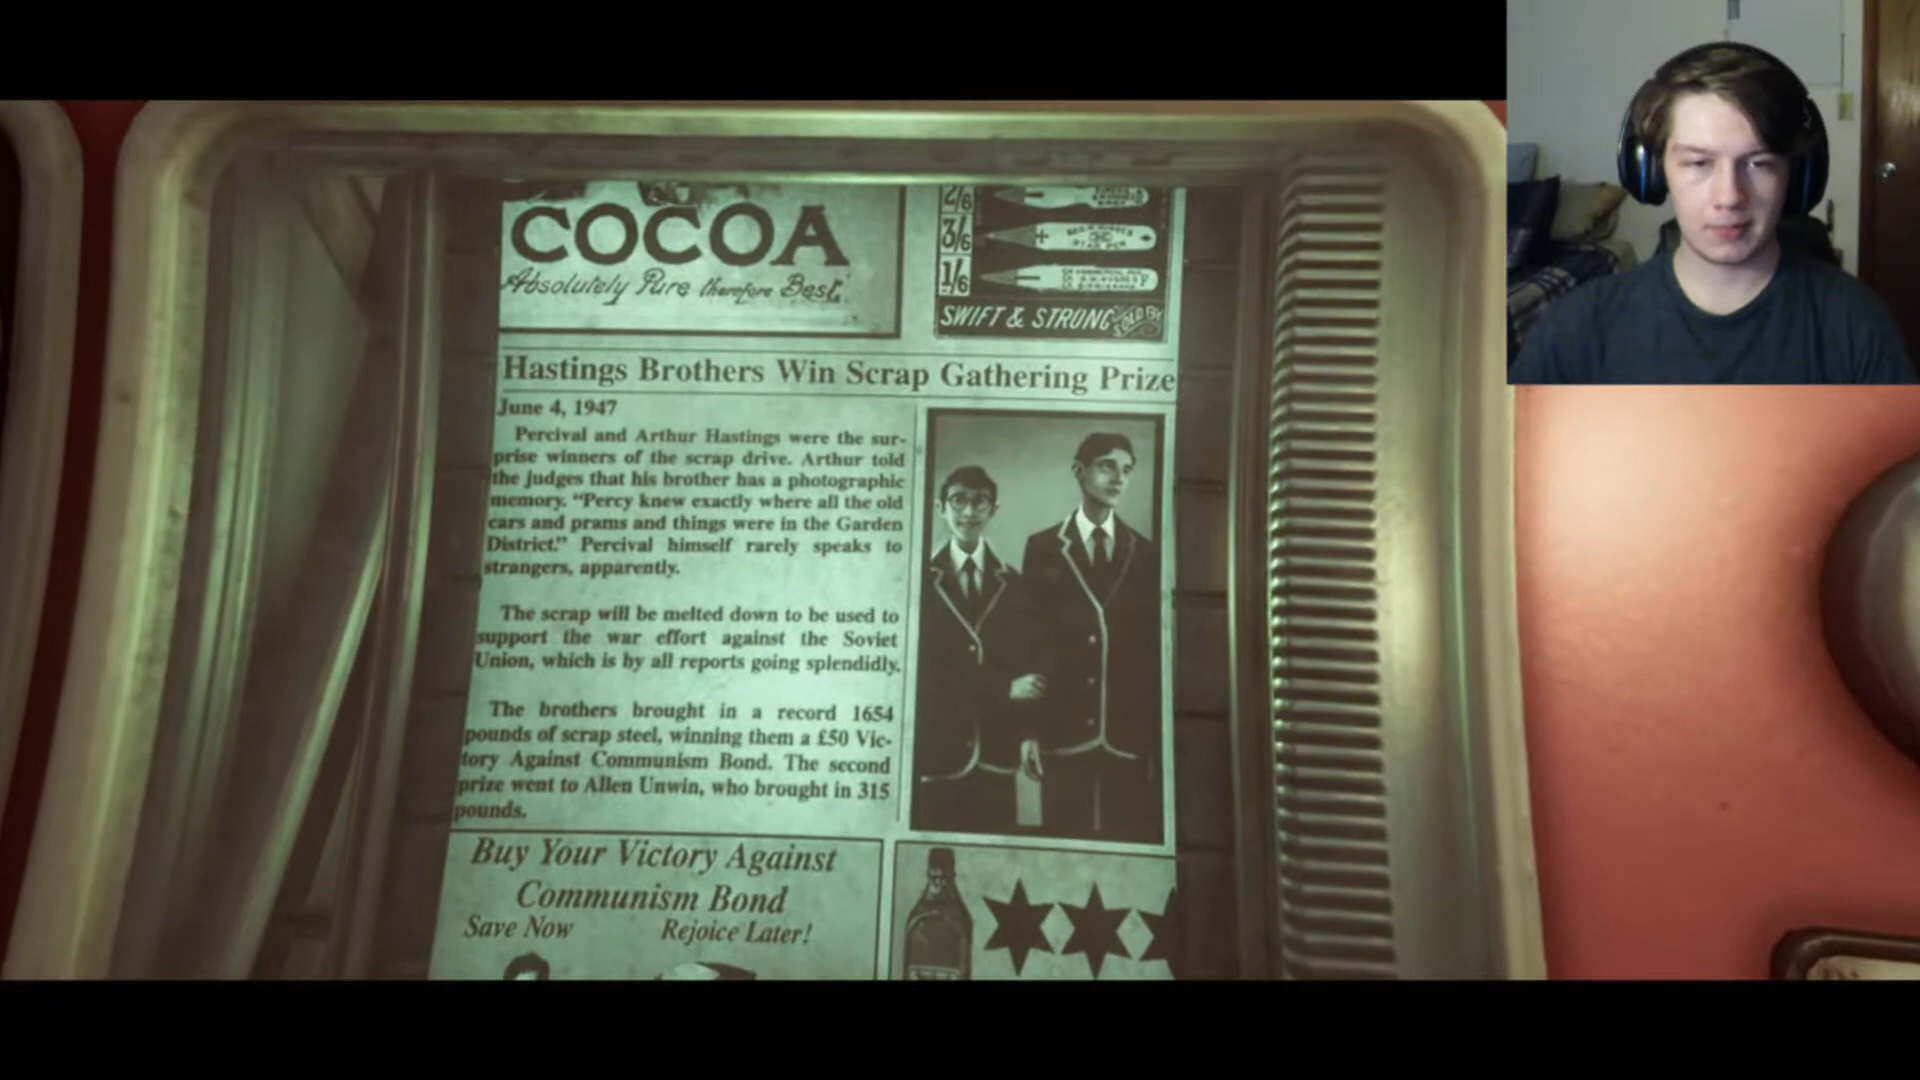 COCOA
Absolutely Pure therefore Best.
2/6
3/6
1/6
SWIFT & STRONG SOLD BY
Hastings Brothers Win Scrap Gathering Prize
June 4, 1947
Percival and Arthur Hastings were the sur-
prise winners of the scrap drive. Arthur told
the judges that his brother has a photographic
memory. “Percy knew exactly where all the old
cars and prams and things were in the Garden
District.” Percival himself rarely speaks to
strangers, apparently.
The scrap will be melted down to be used to
support the war effort against the Soviet
Union, which is by all reports going splendidly.
The brothers brought in a record 1654
pounds of scrap steel, winning them a £50 Vic-
tory Against Communism Bond. The second
prize went to Allen Unwin, who brought in 315
pounds.
Buy Your Victory Against
Communism Bond
Save Now Rejoice Later!